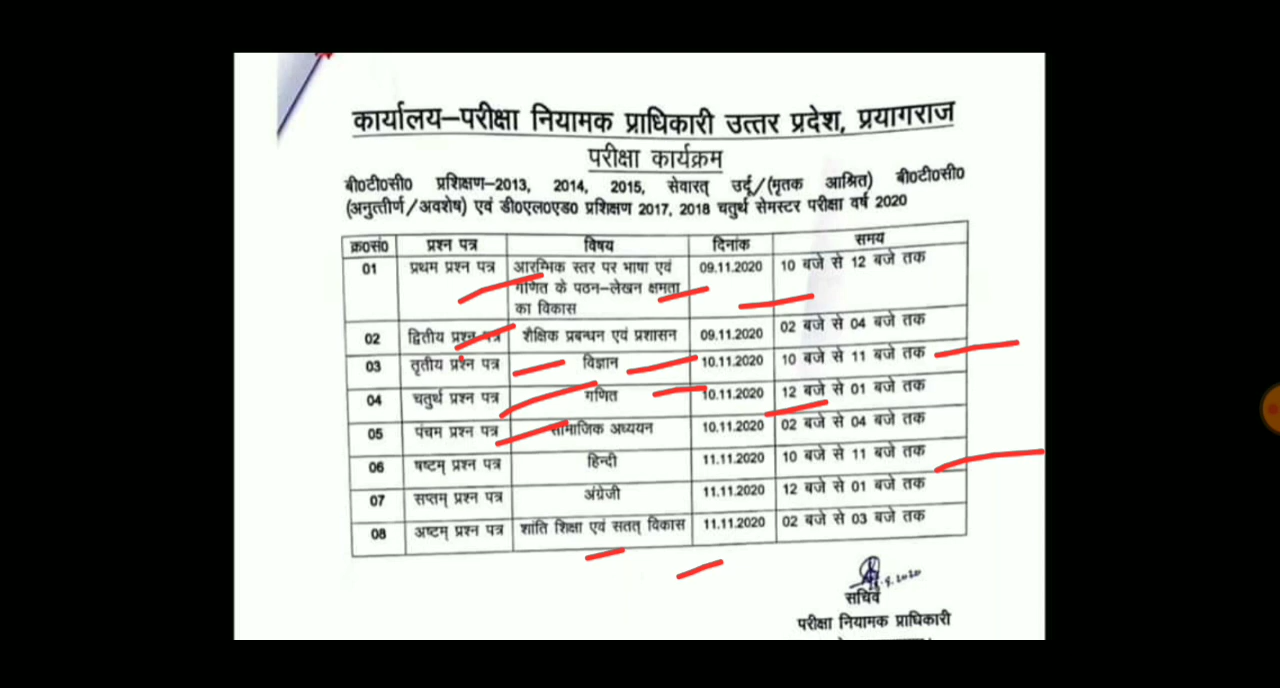 कार्यालय–परीक्षा नियामक प्राधिकारी उत्तर प्रदेश, प्रयागराज
परीक्षा कार्यक्रम
बी0टी0सी0 प्रशिक्षण–2013, 2014, 2015, सेवारत् उर्दू/(मृतक आश्रित) बी0टी0सी0
(अनुत्तीर्ण/अवशेष) एवं डी0एल0एड0 प्रशिक्षण 2017, 2018 चतुर्थ सेमस्टर परीक्षा वर्ष 2020
क्र0सं0 प्रश्न पत्र विषय दिनांक समय
01 प्रथम प्रश्न पत्र आरम्भिक स्तर पर भाषा एवं 09.11.2020 10 बजे से 12 बजे तक
गणित के पठन–लेखन क्षमता
का विकास
02 द्वितीय प्रश्न पत्र शैक्षिक प्रबन्धन एवं प्रशासन 09.11.2020 02 बजे से 04 बजे तक
03 तृतीय प्रश्न पत्र विज्ञान 10.11.2020 10 बजे से 11 बजे तक
04 चतुर्थ प्रश्न पत्र गणित 10.11.2020 12 बजे से 01 बजे तक
05 पंचम प्रश्न पत्र सामाजिक अध्ययन 10.11.2020 02 बजे से 04 बजे तक
06 षष्टम् प्रश्न पत्र हिन्दी 11.11.2020 10 बजे से 11 बजे तक
07 सप्तम् प्रश्न पत्र अंग्रेजी 11.11.2020 12 बजे से 01 बजे तक
08 अष्टम् प्रश्न पत्र शांति शिक्षा एवं सतत् विकास 11.11.2020 02 बजे से 03 बजे तक
सचिव
परीक्षा नियामक प्राधिकारी